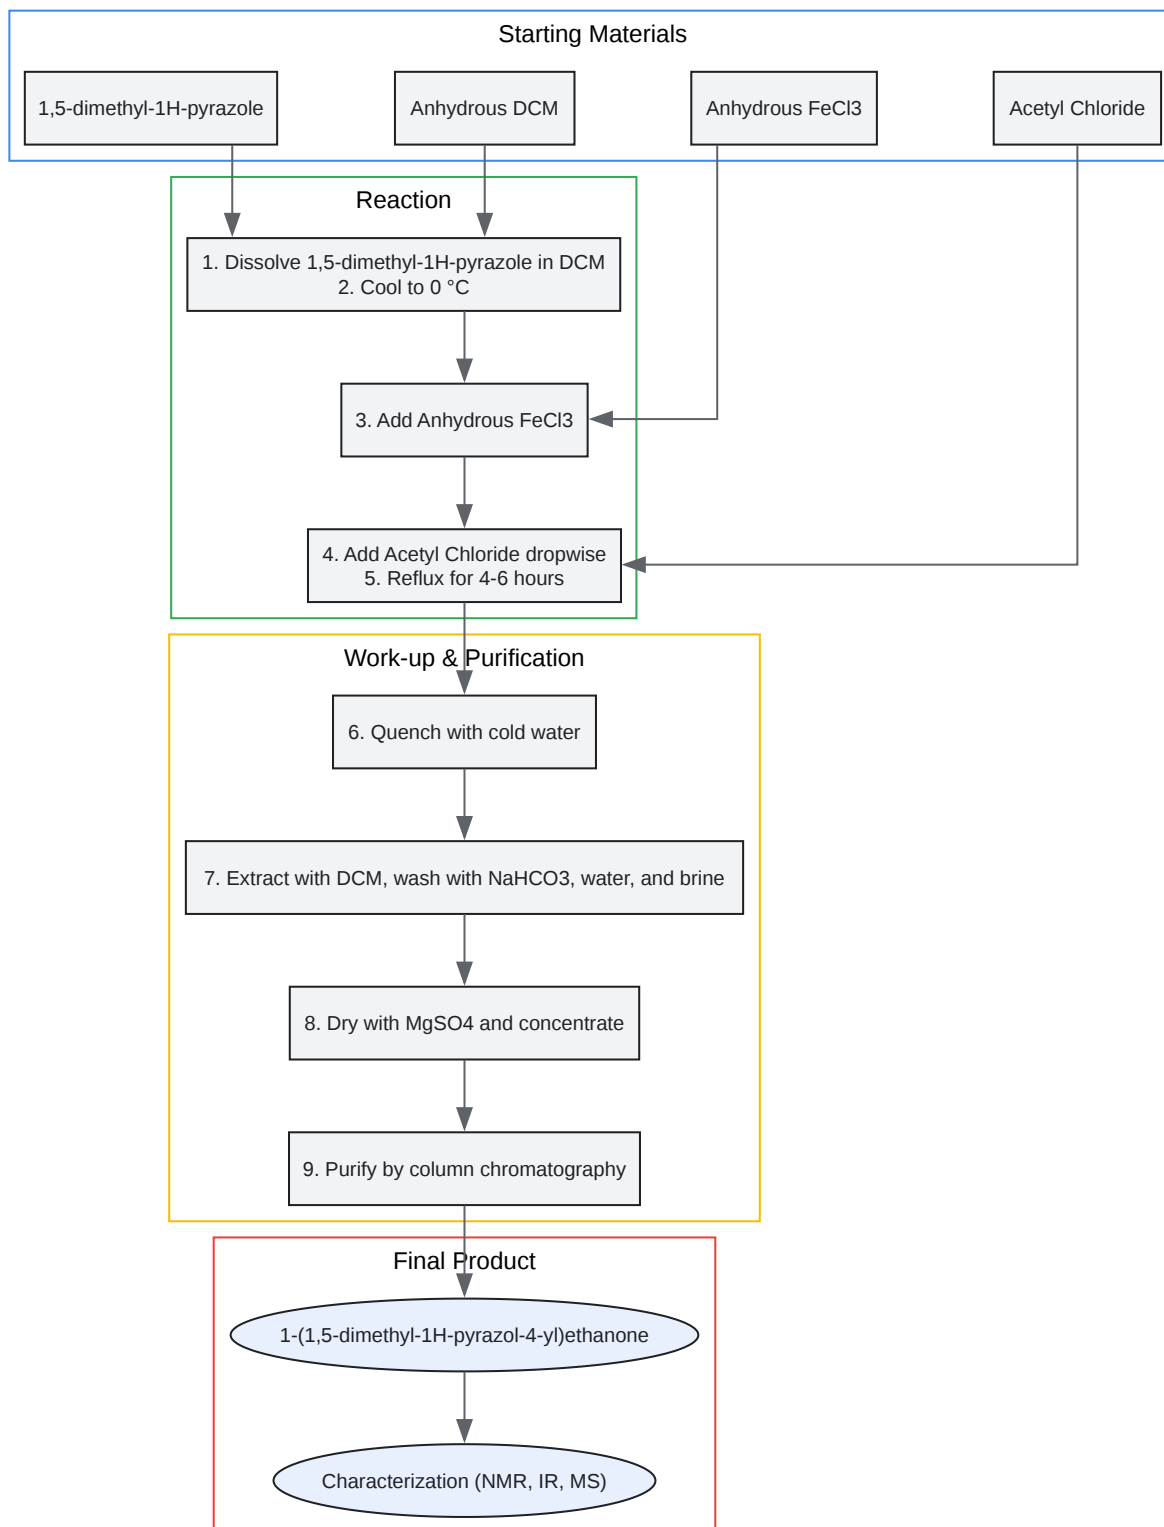 Starting Materials
1,5-dimethyl-1H-pyrazole
Anhydrous DCM
Anhydrous FeCl3
Acetyl Chloride
Reaction
1. Dissolve 1,5-dimethyl-1H-pyrazole in DCM
2. Cool to 0 °C
3. Add Anhydrous FeCl3
4. Add Acetyl Chloride dropwise
5. Reflux for 4-6 hours
Work-up & Purification
6. Quench with cold water
7. Extract with DCM, wash with NaHCO3, water, and brine
8. Dry with MgSO4 and concentrate
9. Purify by column chromatography
Final Product
1-(1,5-dimethyl-1H-pyrazol-4-yl)ethanone
Characterization (NMR, IR, MS)